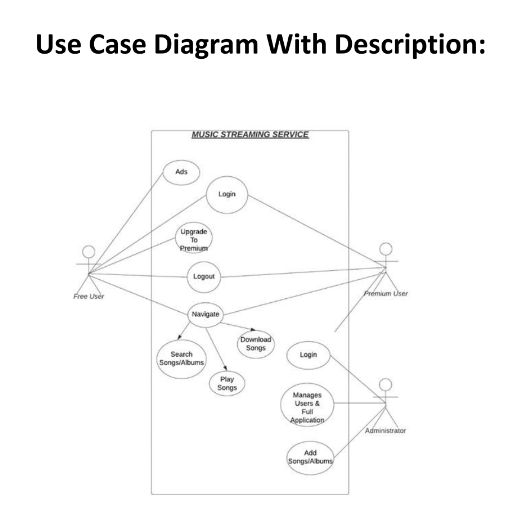 Use Case Diagram With Description:
MUSIC STREAMING SERVICE
Ads
Login
Upgrade
To
Premium
Logout
Free User
Premium User
Navigate
Search
Songs/Albums
Play
Songs
Download
Songs
Login
Manages
Users &
Full
Application
Administrator
Add
Songs/Albums